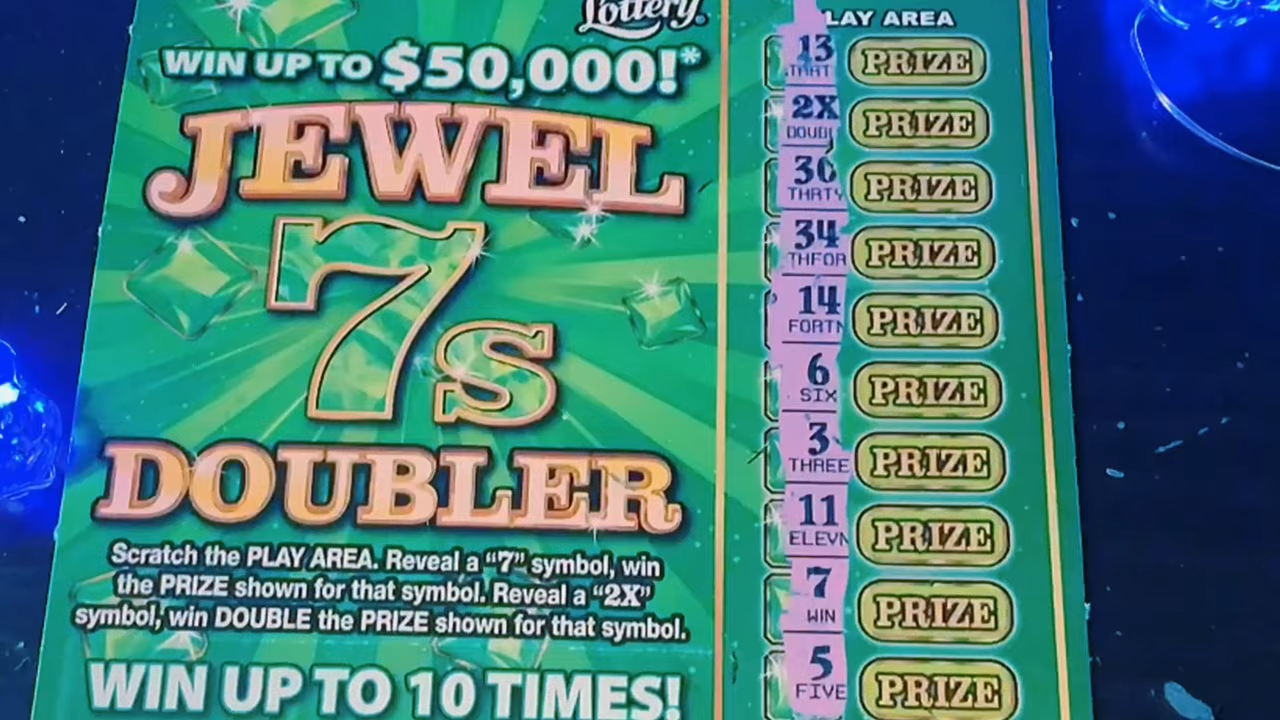 Lottery®
WIN UP TO $50,000!*
JEWEL
7s
DOUBLER
Scratch the PLAY AREA. Reveal a “7” symbol, win
the PRIZE shown for that symbol. Reveal a “2X”
symbol, win DOUBLE the PRIZE shown for that symbol.
WIN UP TO 10 TIMES!
LAY AREA
13 PRIZE
THRT
2X PRIZE
DOUBL
30 PRIZE
THRTY
34 PRIZE
THFOR
14 PRIZE
FORTN
6 PRIZE
SIX
3 PRIZE
THREE
11 PRIZE
ELEVN
7 PRIZE
WIN
5 PRIZE
FIVE